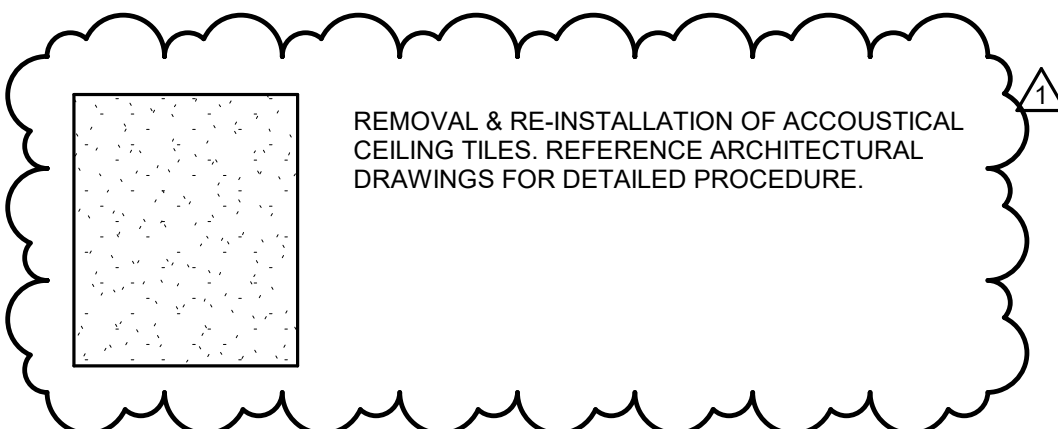 REMOVAL & RE-INSTALLATION OF ACCOUSTICAL
CEILING TILES. REFERENCE ARCHITECTURAL
DRAWINGS FOR DETAILED PROCEDURE.
1